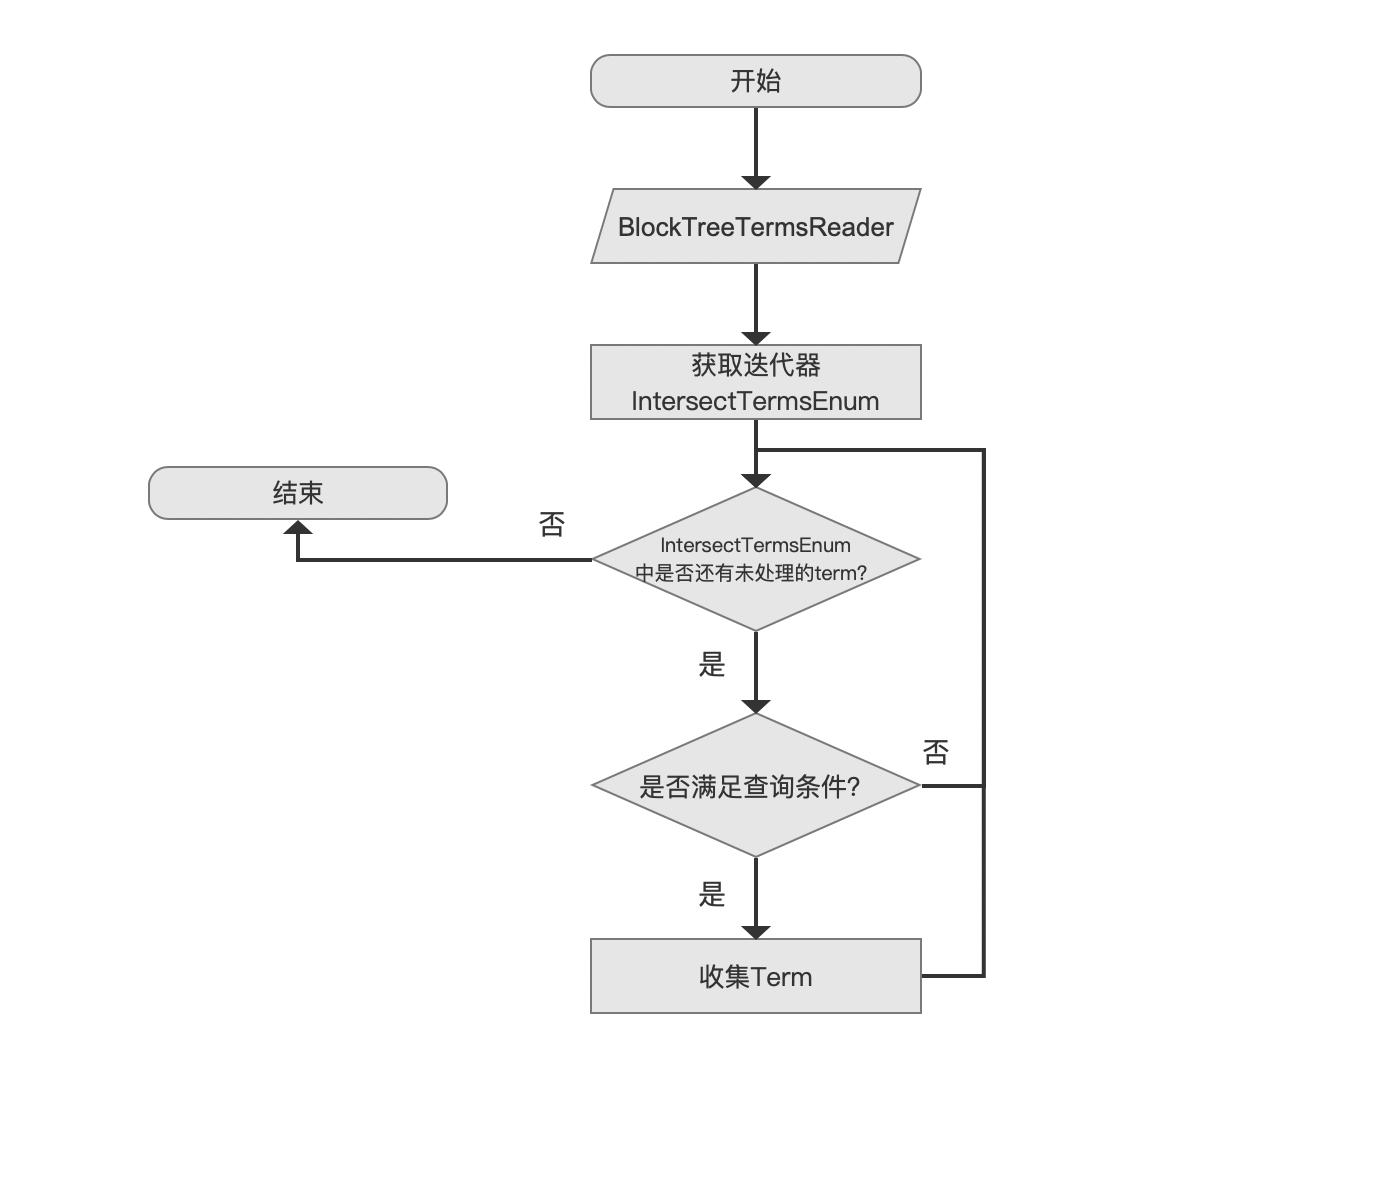 开始
BlockTreeTermsReader
获取迭代器
IntersectTermsEnum
结束
否
IntersectTermsEnum
中是否还有未处理的term?
是
否
是否满足查询条件?
是
收集Term